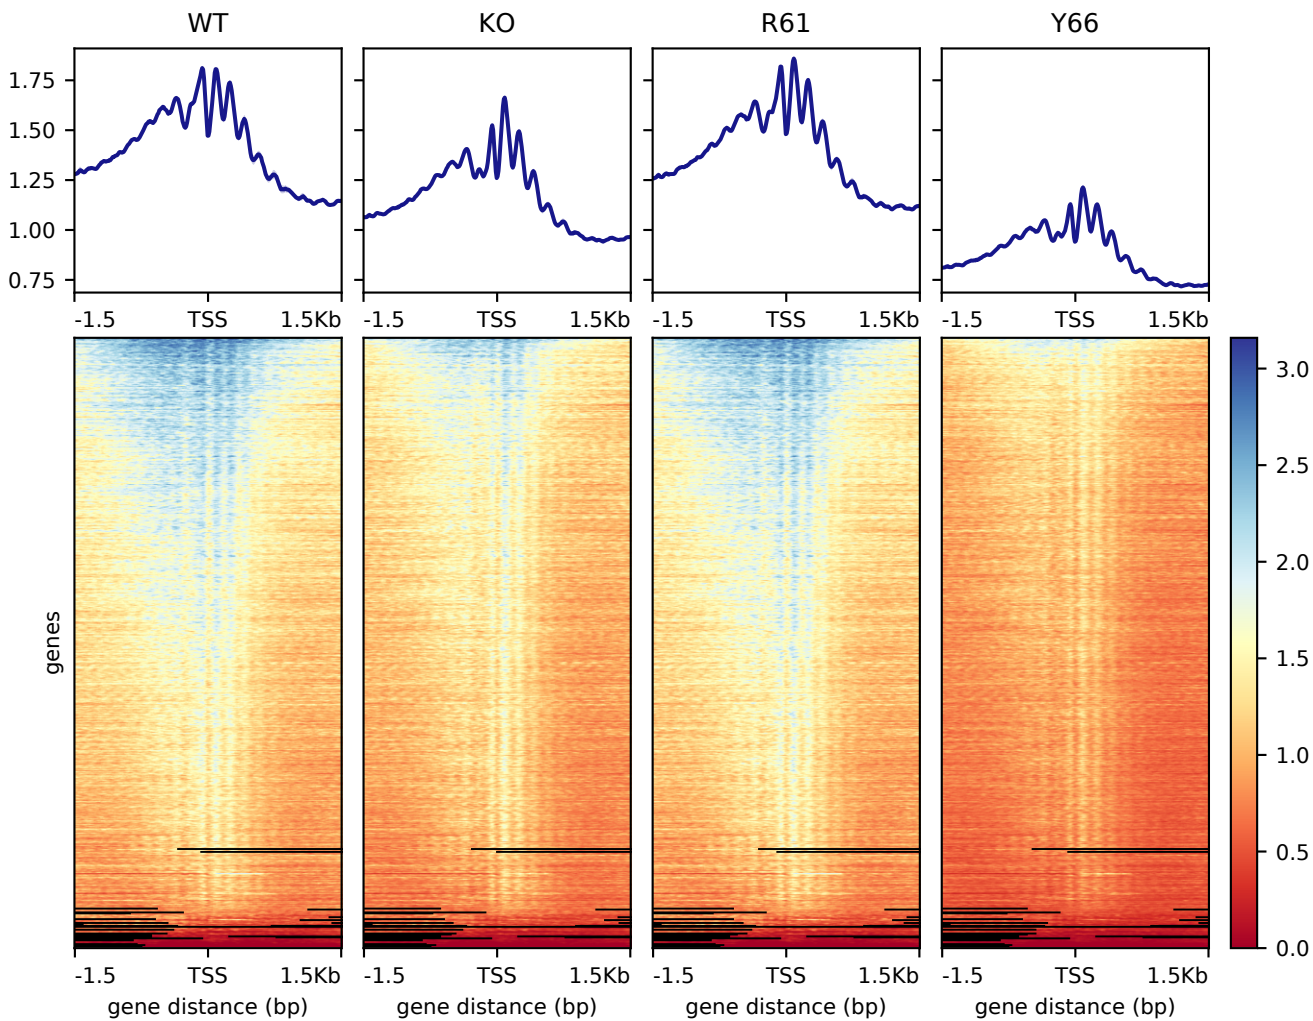 WT KO R61 Y66
1.75
1.50
1.25
1.00
0.75
-1.5 TSS 1.5Kb -1.5 TSS 1.5Kb -1.5 TSS 1.5Kb -1.5 TSS 1.5Kb
genes
3.0
2.5
2.0
1.5
1.0
0.5
0.0
-1.5 TSS 1.5Kb -1.5 TSS 1.5Kb -1.5 TSS 1.5Kb -1.5 TSS 1.5Kb
gene distance (bp) gene distance (bp) gene distance (bp) gene distance (bp)